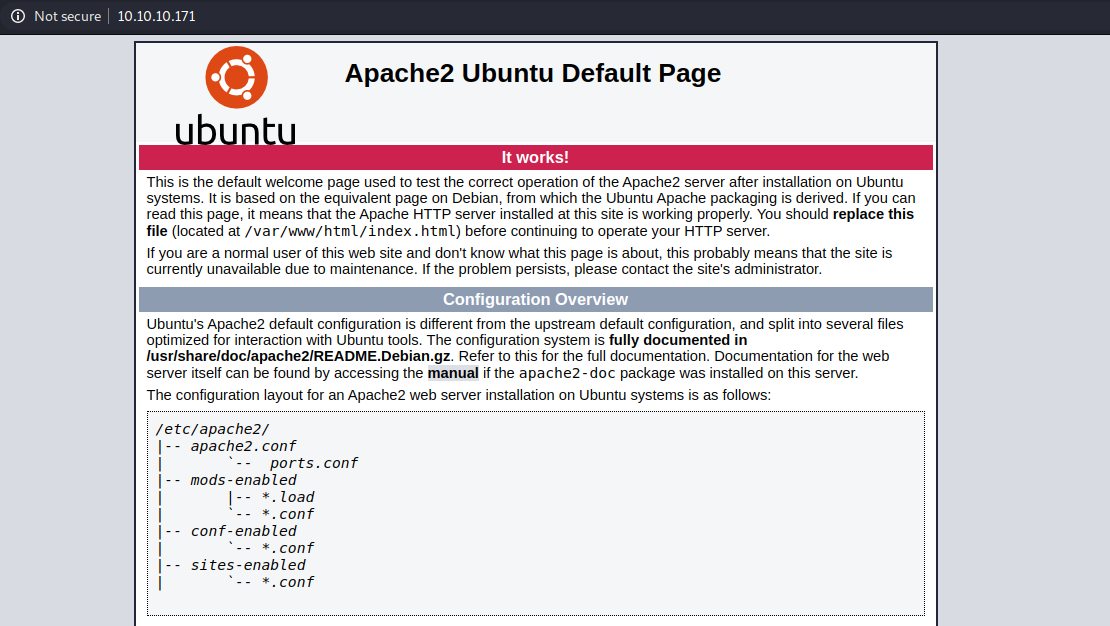 Not secure | 10.10.10.171
ubuntu
Apache2 Ubuntu Default Page
It works!
This is the default welcome page used to test the correct operation of the Apache2 server after installation on Ubuntu
systems. It is based on the equivalent page on Debian, from which the Ubuntu Apache packaging is derived. If you can
read this page, it means that the Apache HTTP server installed at this site is working properly. You should replace this
file (located at /var/www/html/index.html) before continuing to operate your HTTP server.
If you are a normal user of this web site and don't know what this page is about, this probably means that the site is
currently unavailable due to maintenance. If the problem persists, please contact the site's administrator.
Configuration Overview
Ubuntu's Apache2 default configuration is different from the upstream default configuration, and split into several files
optimized for interaction with Ubuntu tools. The configuration system is fully documented in
/usr/share/doc/apache2/README.Debian.gz. Refer to this for the full documentation. Documentation for the web
server itself can be found by accessing the manual if the apache2-doc package was installed on this server.
The configuration layout for an Apache2 web server installation on Ubuntu systems is as follows:
/etc/apache2/
|-- apache2.conf
|       `--  ports.conf
|-- mods-enabled
|       |-- *.load
|       `-- *.conf
|-- conf-enabled
|       `-- *.conf
|-- sites-enabled
|       `-- *.conf